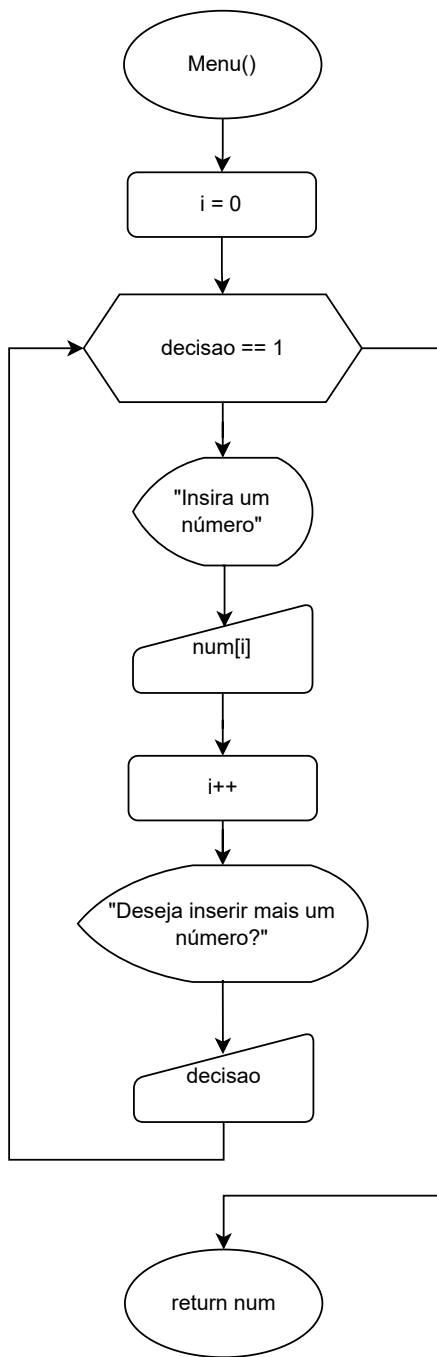 Menu()
i = 0
decisao == 1
"Insira um
número"
num[i]
i++
"Deseja inserir mais um
número?"
decisao
return num